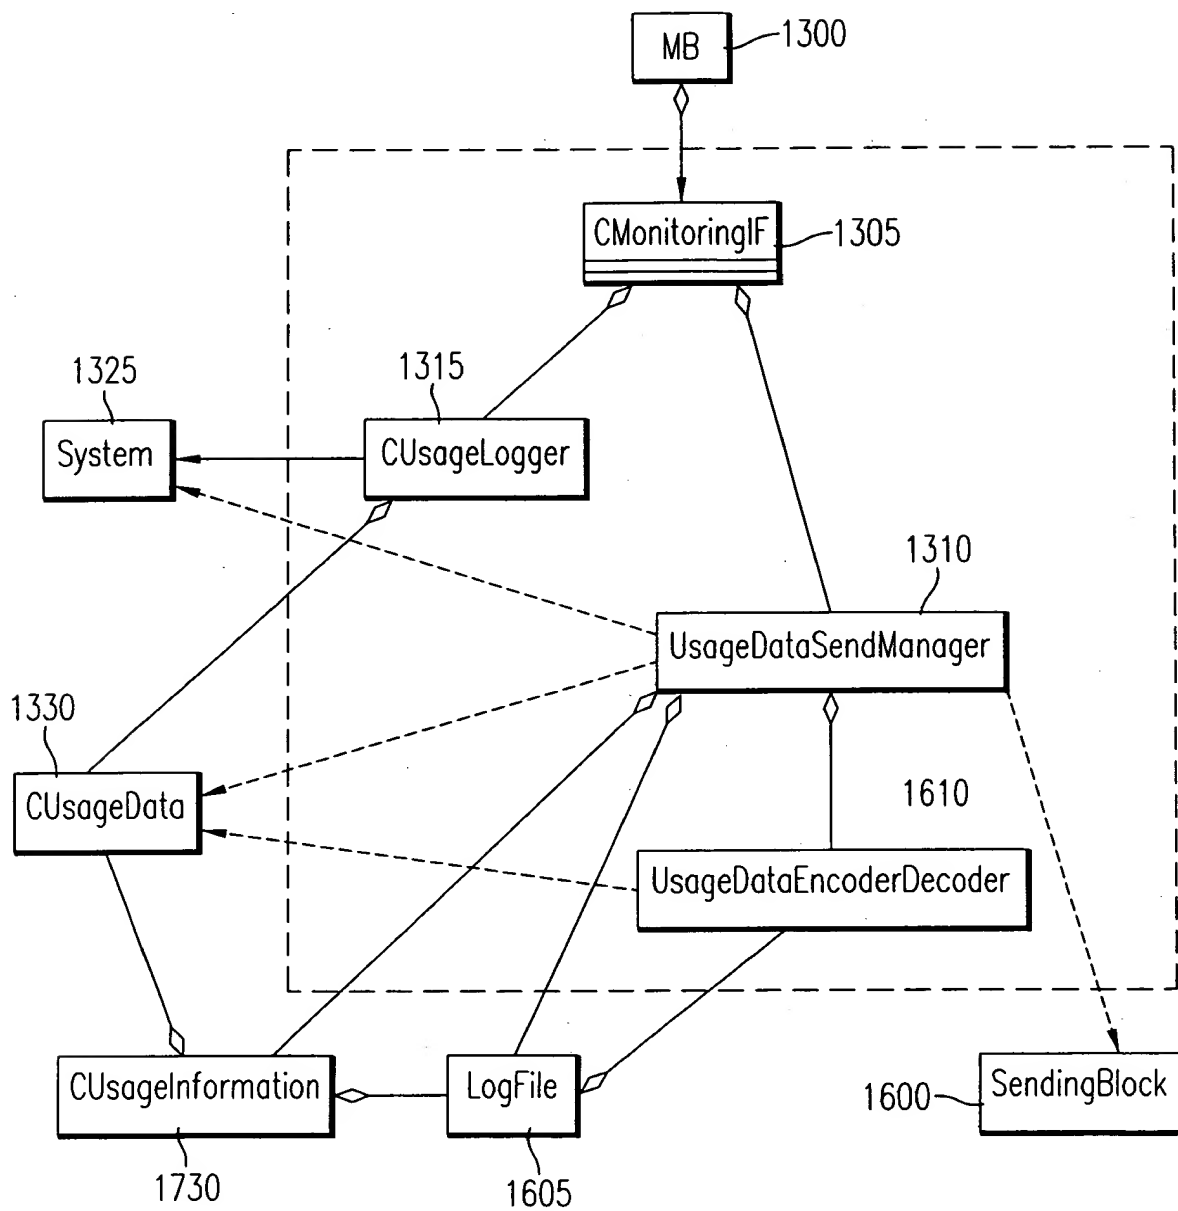 MB
1300
CMonitoringIF
1305
1325
1315
System
CUsageLogger
1310
UsageDataSendManager
1330
CUsageData
1610
UsageDataEncoderDecoder
CUsageInformation
LogFile
1600
SendingBlock
1730
1605